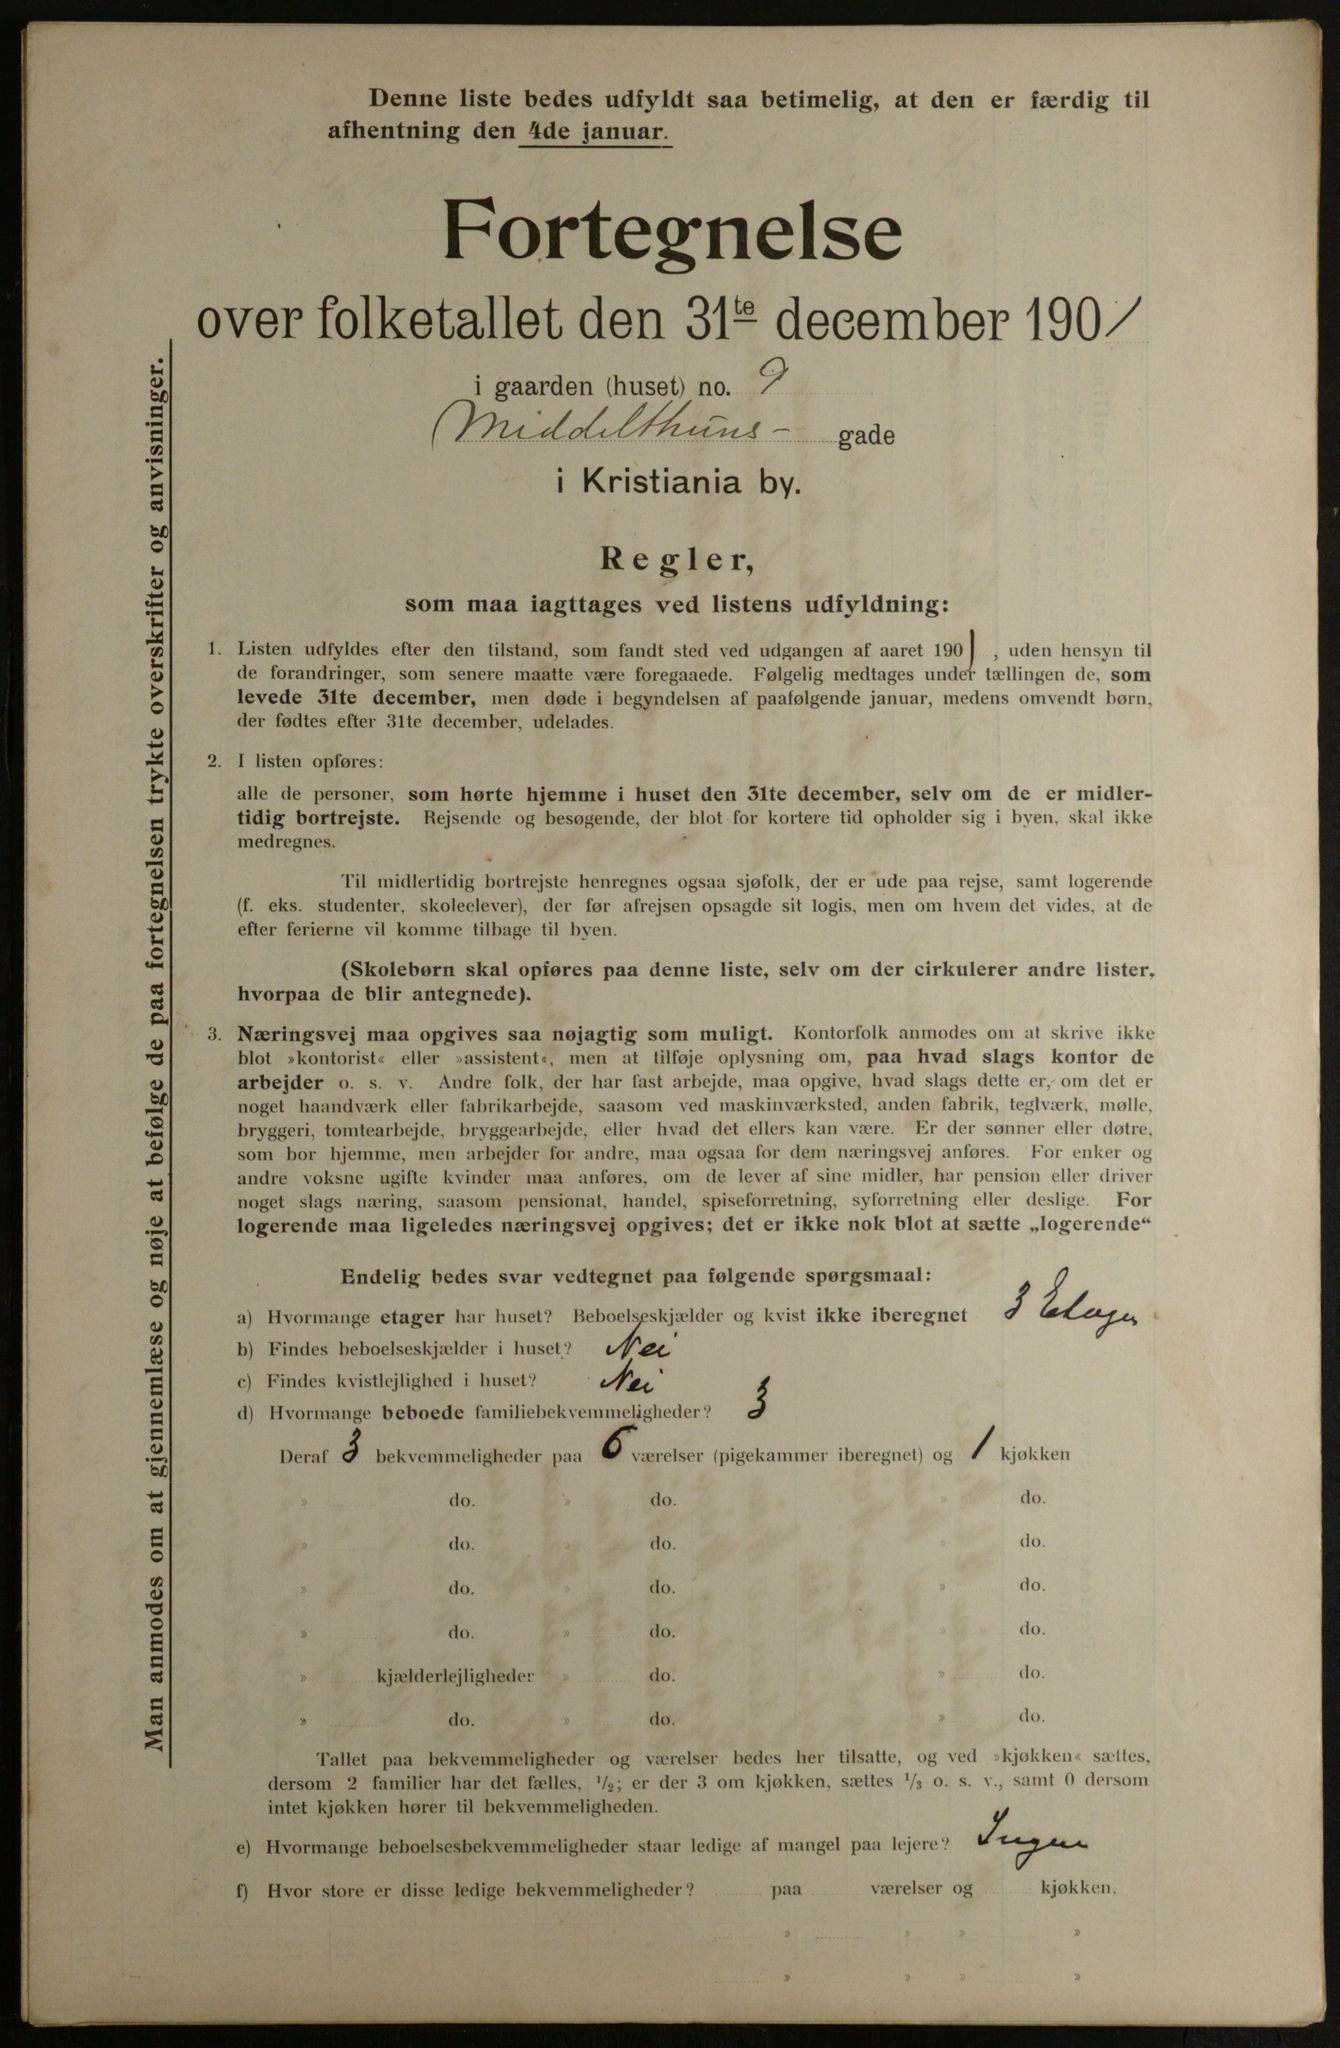 Denne liste bedes udfyldt saa betimelig, at den er færdig til
afhentning den 4de januar.
Fortegnelse
over folketallet den 31te december 1901
i gaarden (huset) no. 9
Middelthuns- gade
i Kristiania by.
Regler,
som maa iagttages ved listens udfyldning:
1. Listen udfyldes efter den tilstand, som fandt sted ved udgangen af aaret 1901, uden hensyn til
de forandringer, som senere maatte være foregaaede. Følgelig medtages under tællingen de, som
levede 31te december, men døde i begyndelsen af paafølgende januar, medens omvendt børn,
der fødtes efter 31te december, udelades.
2. I listen opføres:
alle de personer, som hørte hjemme i huset den 31te december, selv om de er midler-
tidig bortrejste. Rejsende og besøgende, der blot for kortere tid opholder sig i byen, skal ikke
medregnes.
Til midlertidig bortrejste henregnes ogsaa sjøfolk, der er ude paa rejse, samt logerende
(f. eks. studenter, skoleelever), der før afrejsen opsagde sit logis, men om hvem det vides, at de
efter ferierne vil komme tilbage til byen.
(Skolebørn skal opføres paa denne liste, selv om der cirkulerer andre lister,
hvorpaa de blir antegnede).
3. Næringsvej maa opgives saa nøjagtig som muligt. Kontorfolk anmodes om at skrive ikke
blot »kontorist« eller »assistent«, men at tilføje oplysning om, paa hvad slags kontor de
arbejder o. s. v. Andre folk, der har fast arbejde, maa opgive, hvad slags dette er, om det er
noget haandværk eller fabrikarbejde, saasom ved maskinværksted, anden fabrik, teglværk, mølle,
bryggeri, tomtearbejde, bryggearbejde, eller hvad det ellers kan være. Er der sønner eller døtre,
som bor hjemme, men arbejder for andre, maa ogsaa for dem næringsvej anføres. For enker og
andre voksne ugifte kvinder maa anføres, om de lever af sine midler, har pension eller driver
noget slags næring, saasom pensionat, handel, spiseforretning, syforretning eller deslige. For
logerende maa ligeledes næringsvej opgives; det er ikke nok blot at sætte „logerende“
Endelig bedes svar vedtegnet paa følgende spørgsmaal:
a) Hvormange etager har huset? Beboelseskjælder og kvist ikke iberegnet 3 Etager
b) Findes beboelseskjælder i huset? Nei
c) Findes kvistlejlighed i huset? Nei
d) Hvormange beboede familiebekvemmeligheder? 3
Deraf 3 bekvemmeligheder paa 6 værelser (pigekammer iberegnet) og 1 kjøkken
» do. » do. » do.
» do. » do. » do.
» do. » do. » do.
» do. » do. » do.
» kjælderlejligheder » do. » do.
» do. » do. » do.
Tallet paa bekvemmeligheder og værelser bedes her tilsatte, og ved »kjøkken« sættes,
dersom 2 familier har det fælles, 1/2; er der 3 om kjøkken, sættes 1/3 o. s. v., samt 0 dersom
intet kjøkken hører til bekvemmeligheden.
e) Hvormange beboelsesbekvemmeligheder staar ledige af mangel paa lejere? Ingen
f) Hvor store er disse ledige bekvemmeligheder? paa værelser og kjøkken.
» » » »
» » » »
Man anmodes om at gjennemlæse og nøje at befølge de paa fortegnelsen trykte overskrifter og anvisninger.